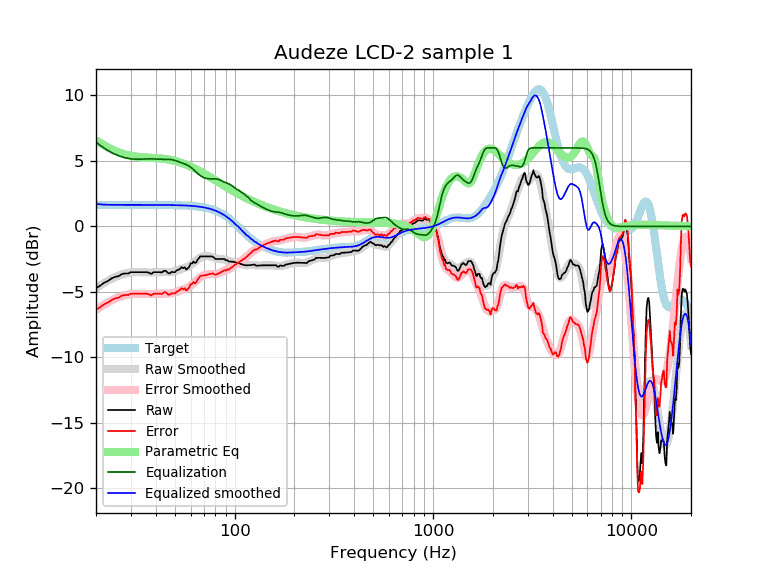 Audeze LCD-2 sample 1
Amplitude (dBr)
10
5
0
−5
−10
−15
−20
Target
Raw Smoothed
Error Smoothed
Raw
Error
Parametric Eq
Equalization
Equalized smoothed
100
1000
10000
Frequency (Hz)